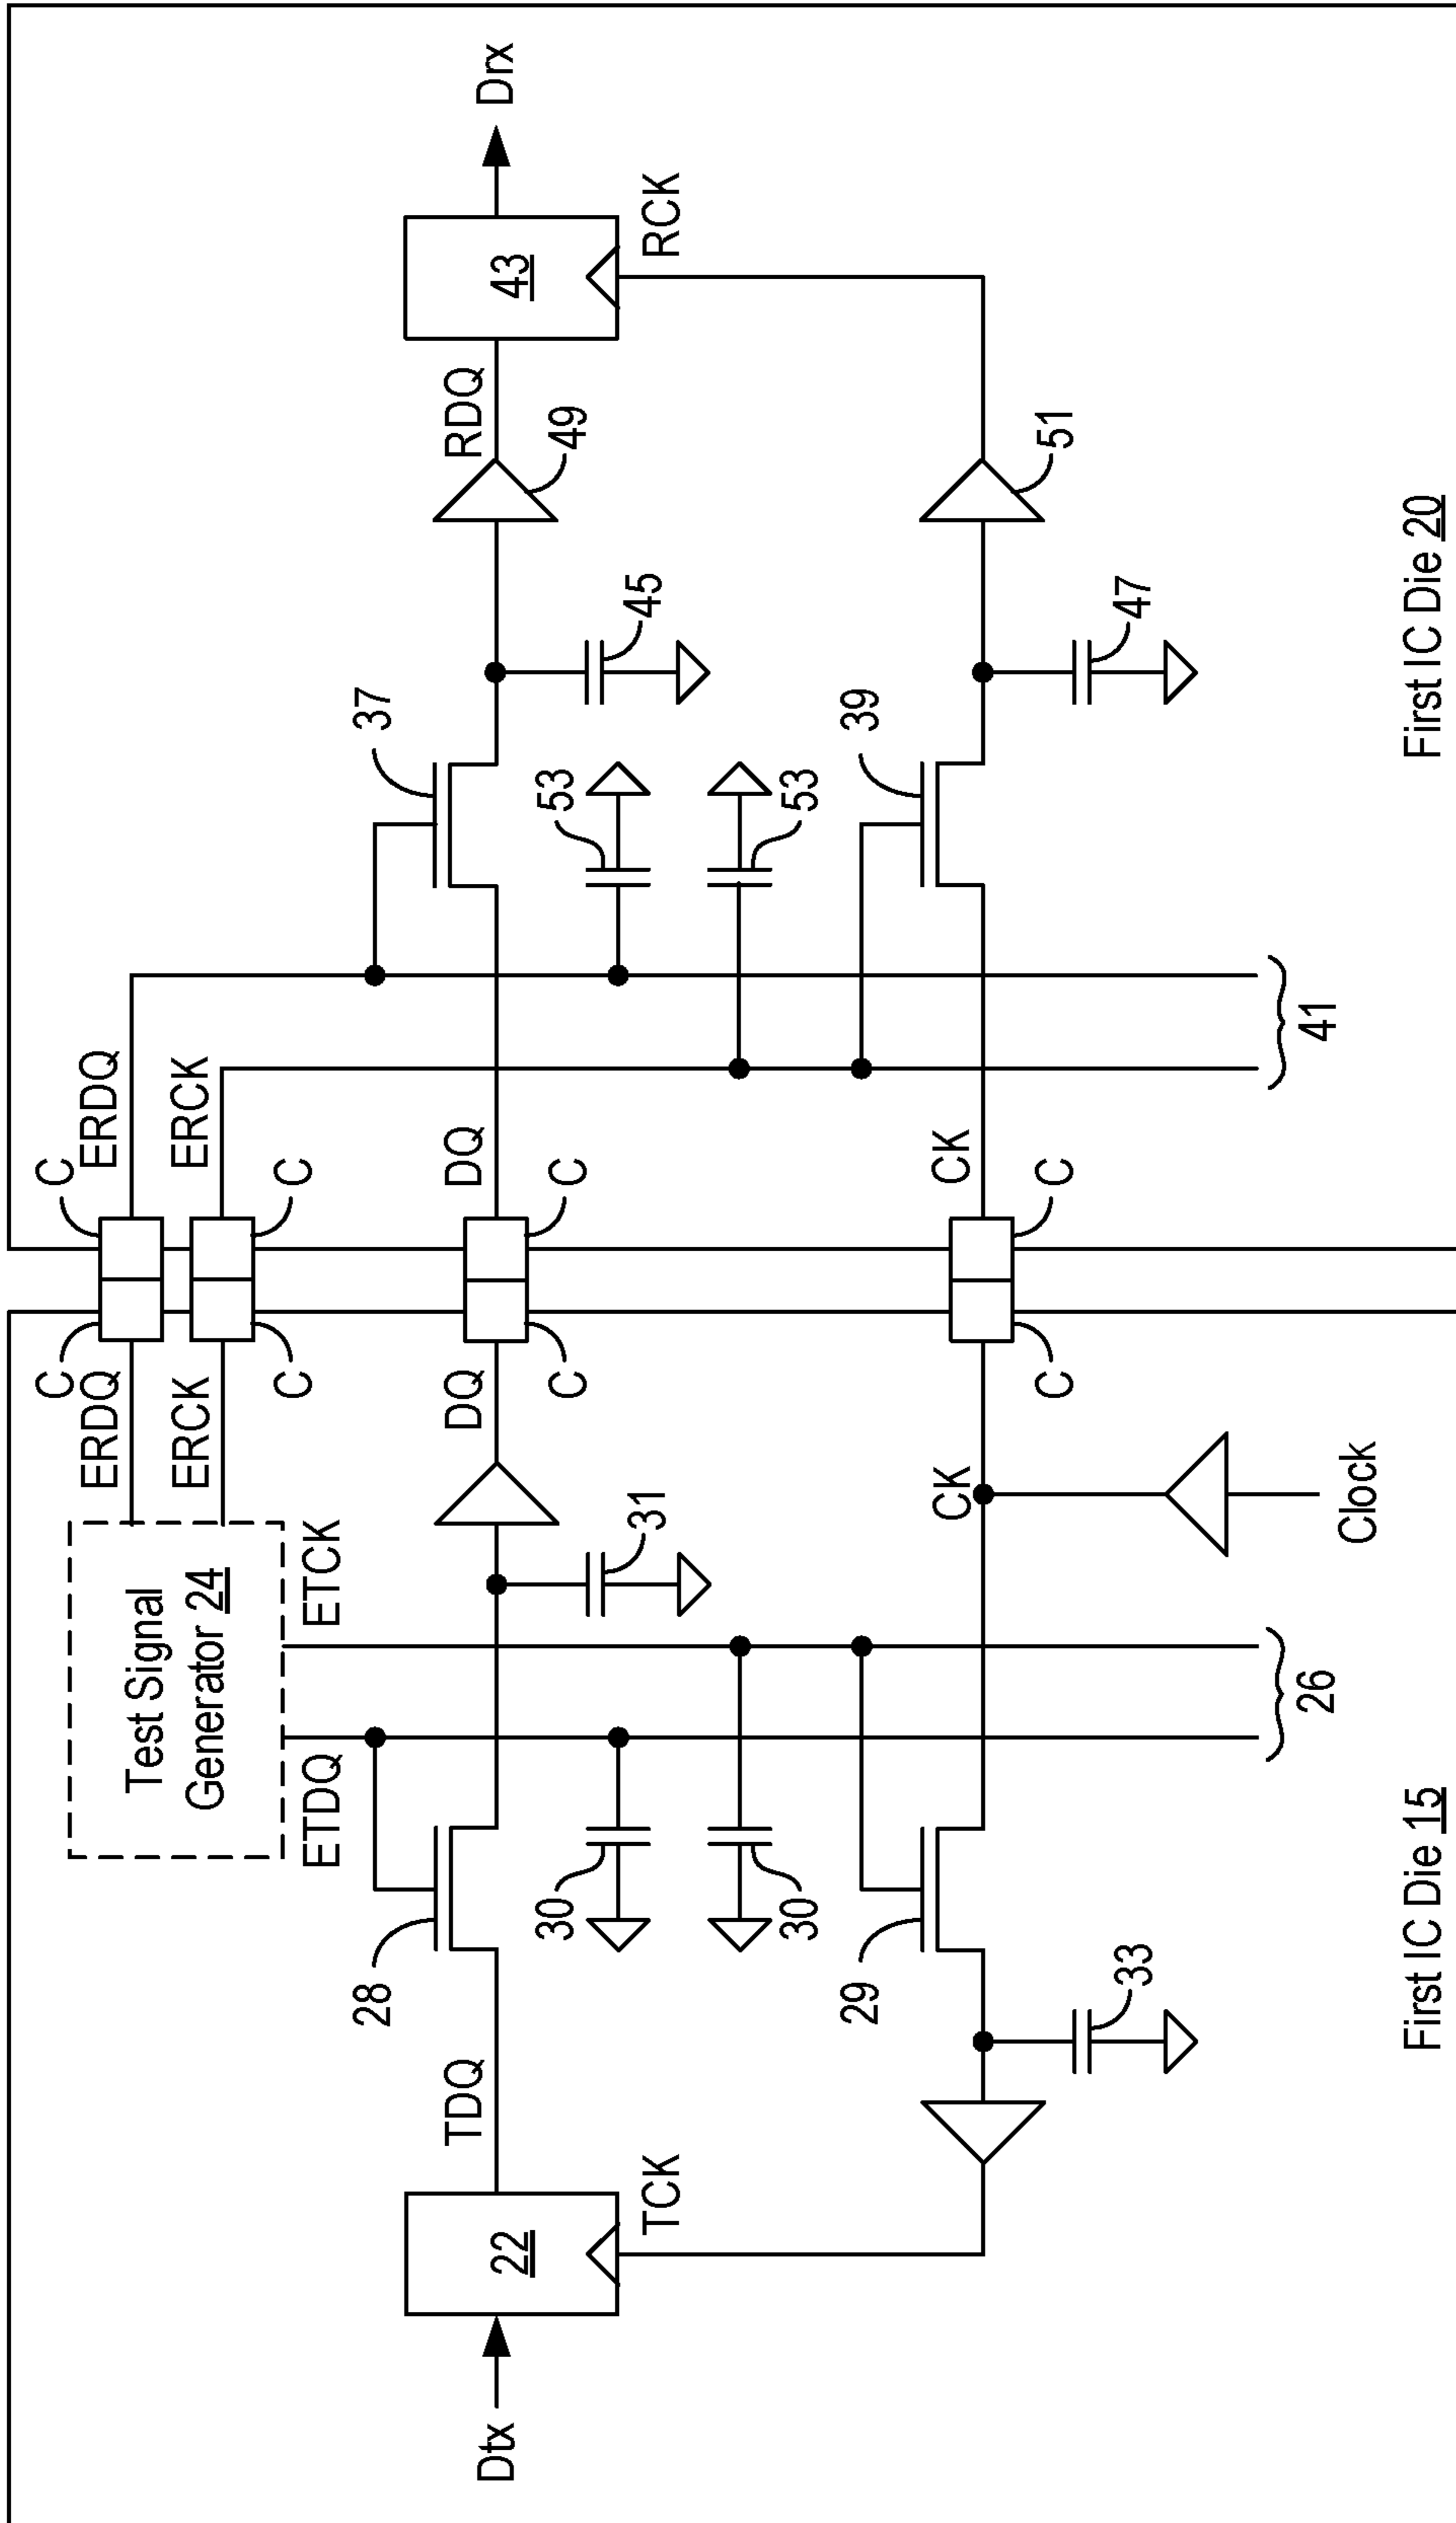 Test Signal
Generator 24
ERDQ
C
C
ERDQ
ERCK
C
C
ERCK
ETDQ
ETCK
28
37
Dtx
22
TDQ
DQ
C
C
DQ
RDQ
43
Drx
49
30
31
53
45
TCK
RCK
30
53
29
39
CK
C
C
CK
33
47
51
Clock
26
41
First IC Die 15
First IC Die 20